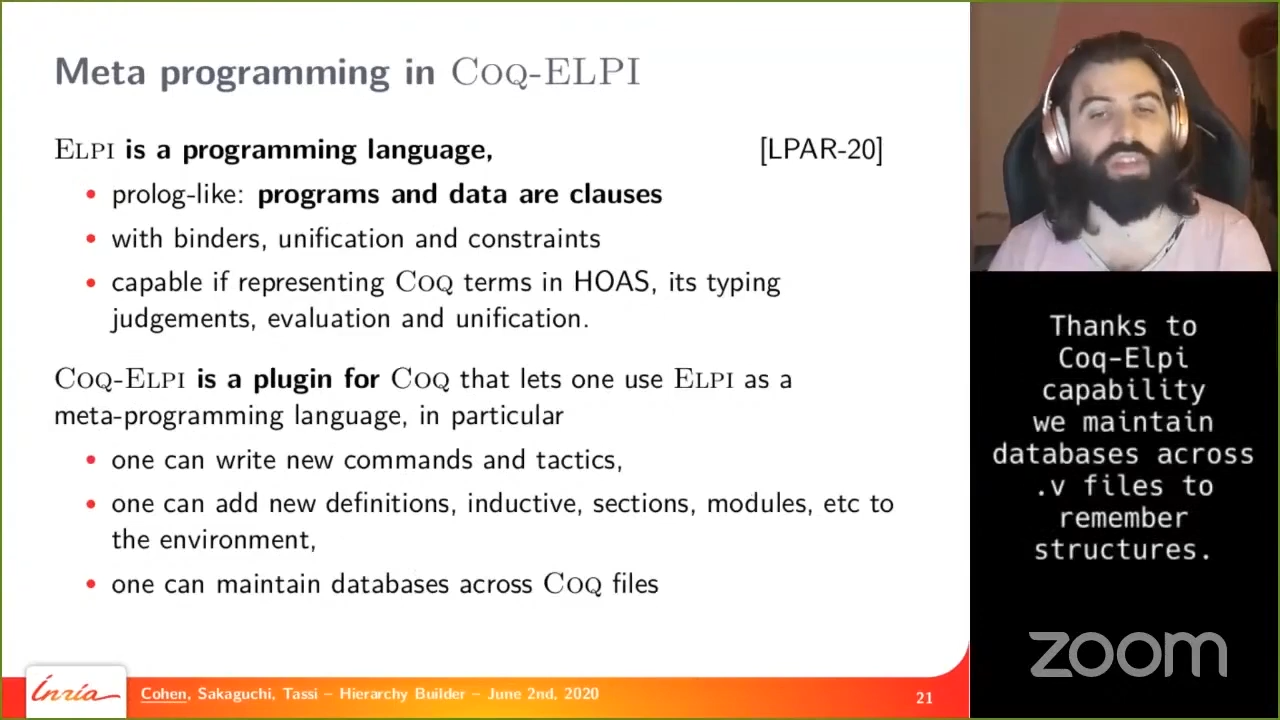 Meta programming in COQ-ELPI
ELPI is a programming language, [LPAR-20]
• prolog-like: programs and data are clauses
• with binders, unification and constraints
• capable if representing COQ terms in HOAS, its typing
judgements, evaluation and unification.
COQ-ELPI is a plugin for COQ that lets one use ELPI as a
meta-programming language, in particular
• one can write new commands and tactics,
• one can add new definitions, inductive, sections, modules, etc to
the environment,
• one can maintain databases across COQ files
Inria
Cohen, Sakaguchi, Tassi – Hierarchy Builder – June 2nd, 2020
21
Thanks to
Coq-Elpi
capability
we maintain
databases across
.v files to
remember
structures.
zoom